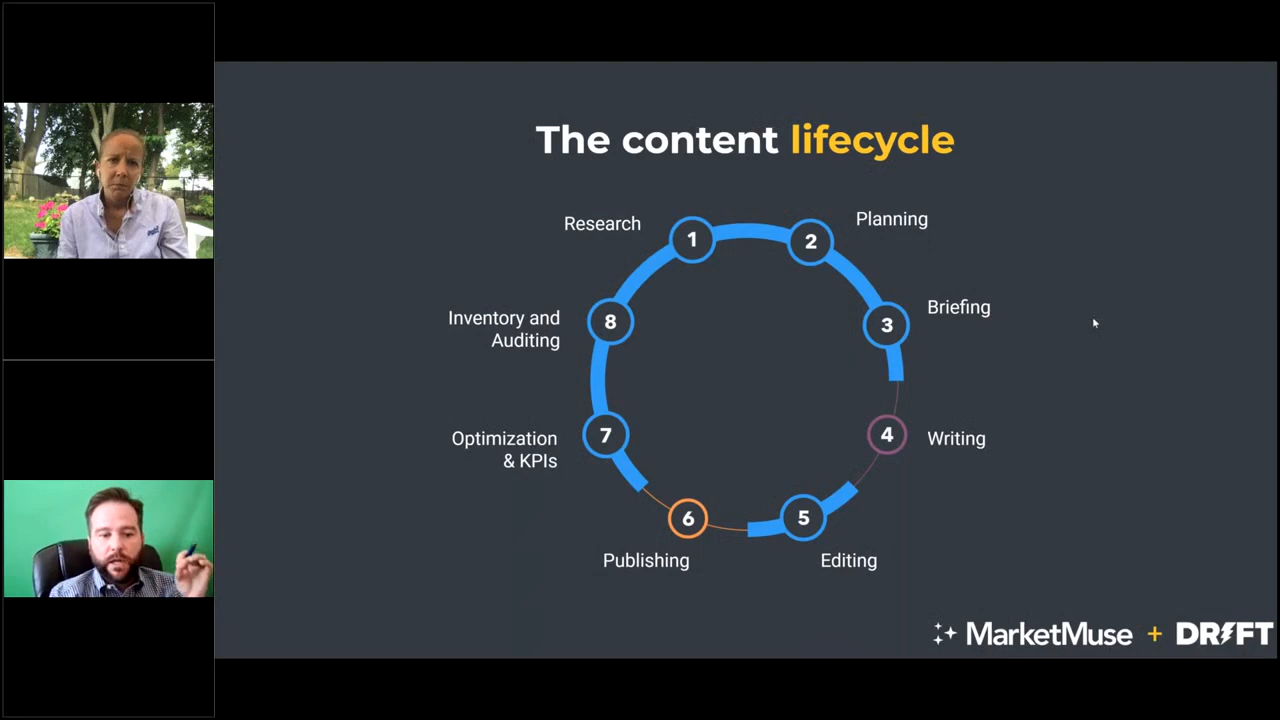 The content lifecycle
Research
1
2
Planning
3
Briefing
4
Writing
5
Editing
6
Publishing
7
Optimization
& KPIs
8
Inventory and
Auditing
MarketMuse + DRIFT